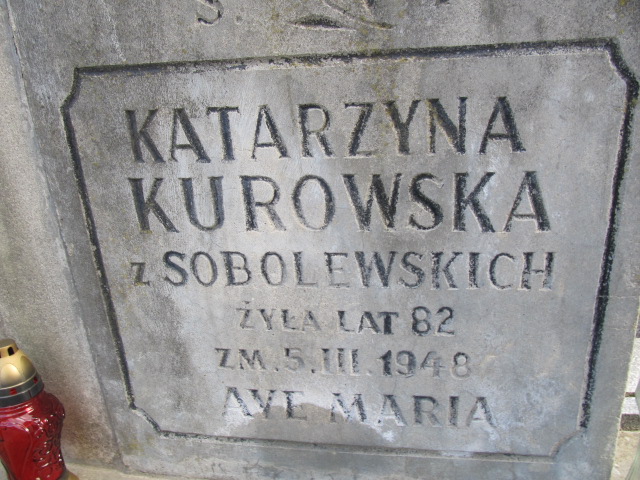 S.
KATARZYNA
KUROWSKA
z SOBOLEWSKICH
ŻYŁA LAT 82
ZM. 5. III. 1948
AVE MARIA